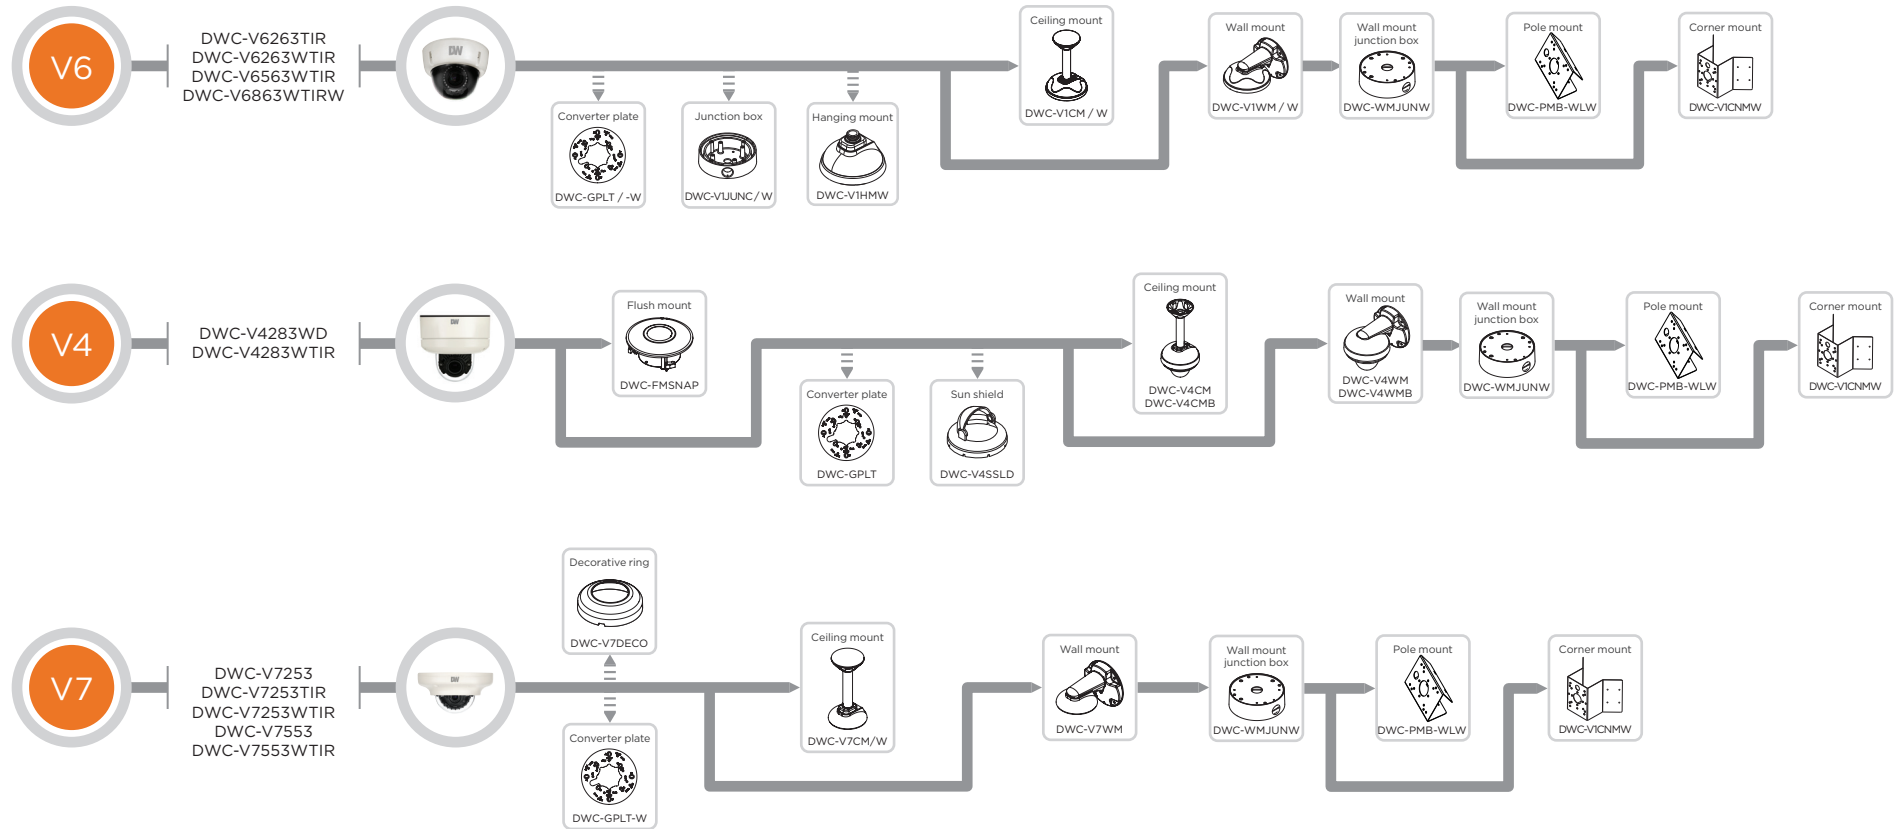 V6
DWC-V6263TIR
DWC-V6263WTIR
DWC-V6563WTIR
DWC-V6863WTIRW
DW
Converter plate
DWC-GPLT / -W
Junction box
DWC-V1JUNC / W
Hanging mount
DWC-V1HMW
Ceiling mount
DWC-V1CM / W
Wall mount
DWC-V1WM / W
Wall mount
junction box
DWC-WMJUNW
Pole mount
DWC-PMB-WLW
Corner mount
DWC-V1CNMW
V4
DWC-V4283WD
DWC-V4283WTIR
DW
Flush mount
DWC-FMSNAP
Converter plate
DWC-GPLT
Sun shield
DWC-V4SSLD
Ceiling mount
DWC-V4CM
DWC-V4CMB
Wall mount
DWC-V4WM
DWC-V4WMB
Wall mount
junction box
DWC-WMJUNW
Pole mount
DWC-PMB-WLW
Corner mount
DWC-V1CNMW
V7
DWC-V7253
DWC-V7253TIR
DWC-V7253WTIR
DWC-V7553
DWC-V7553WTIR
Decorative ring
DWC-V7DECO
Converter plate
DWC-GPLT-W
Ceiling mount
DWC-V7CM/W
Wall mount
DWC-V7WM
Wall mount
junction box
DWC-WMJUNW
Pole mount
DWC-PMB-WLW
Corner mount
DWC-V1CNMW